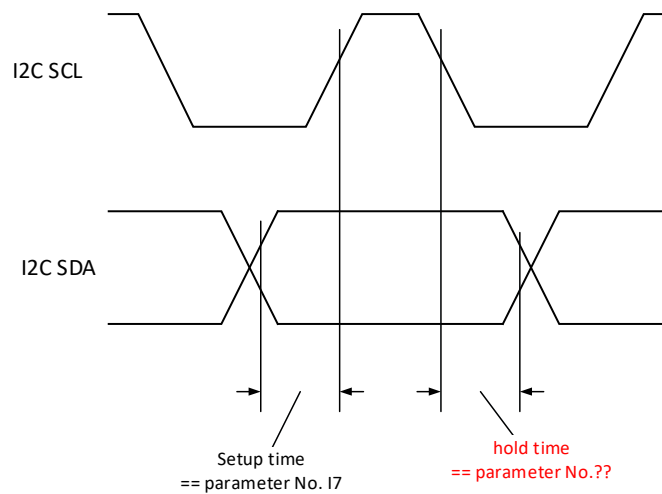 I2C SCL
I2C SDA
Setup time
== parameter No. I7
hold time
== parameter No.??